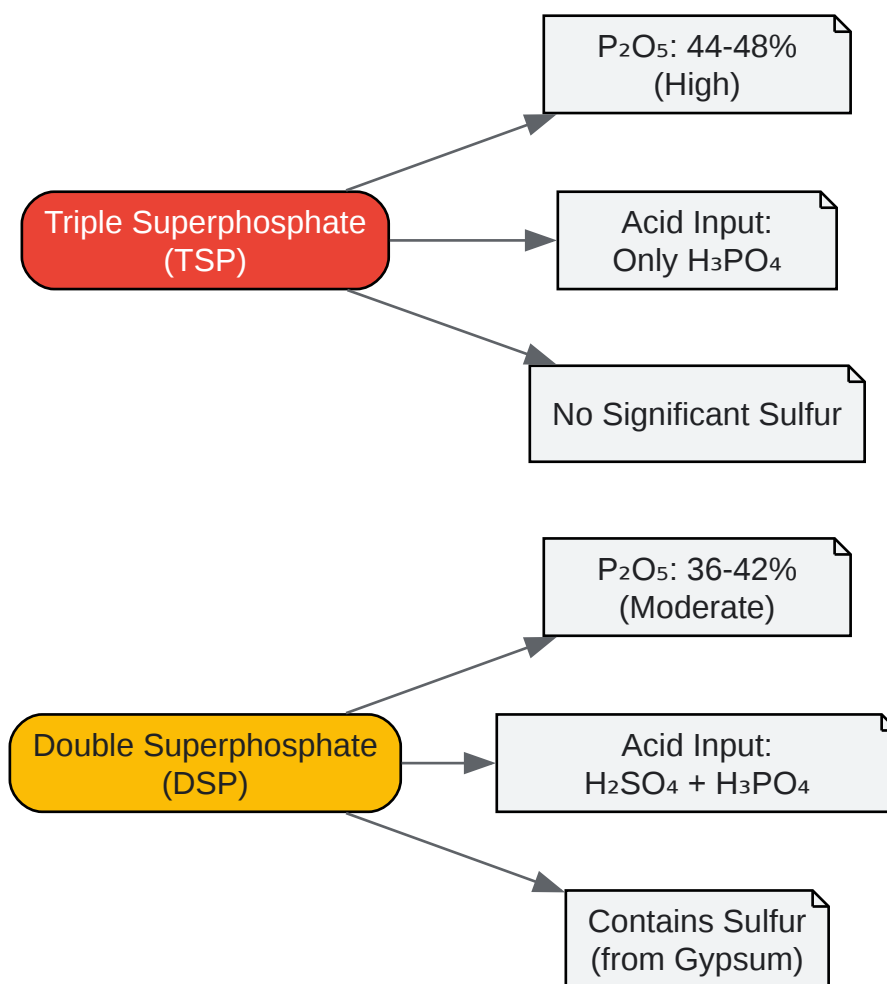 P₂O₅: 44-48%
(High)
Triple Superphosphate
(TSP)
Acid Input:
Only H₃PO₄
No Significant Sulfur
P₂O₅: 36-42%
(Moderate)
Double Superphosphate
(DSP)
Acid Input:
H₂SO₄ + H₃PO₄
Contains Sulfur
(from Gypsum)